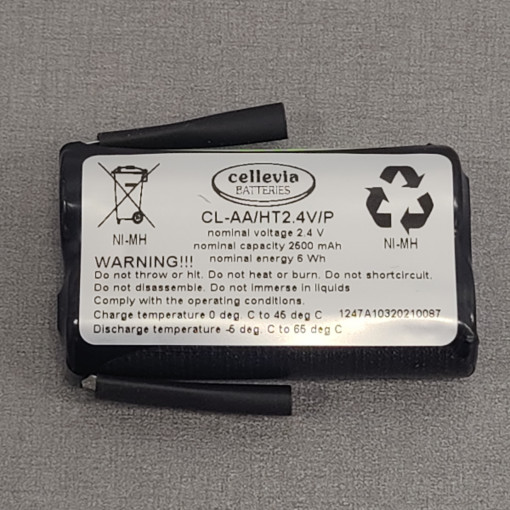 cellevia
BATTERIES
CL-AA/HT2.4V/P
nominal voltage 2.4 V
nominal capacity 2500 mAh
nominal energy 6 Wh
NI-MH
NI-MH
WARNING!!!
Do not throw or hit. Do not heat or burn. Do not shortcircuit.
Do not disassemble. Do not immerse in liquids
Comply with the operating conditions.
Charge temperature 0 deg. C to 45 deg C 1247A10320210087
Discharge temperature -5 deg. C to 65 deg C